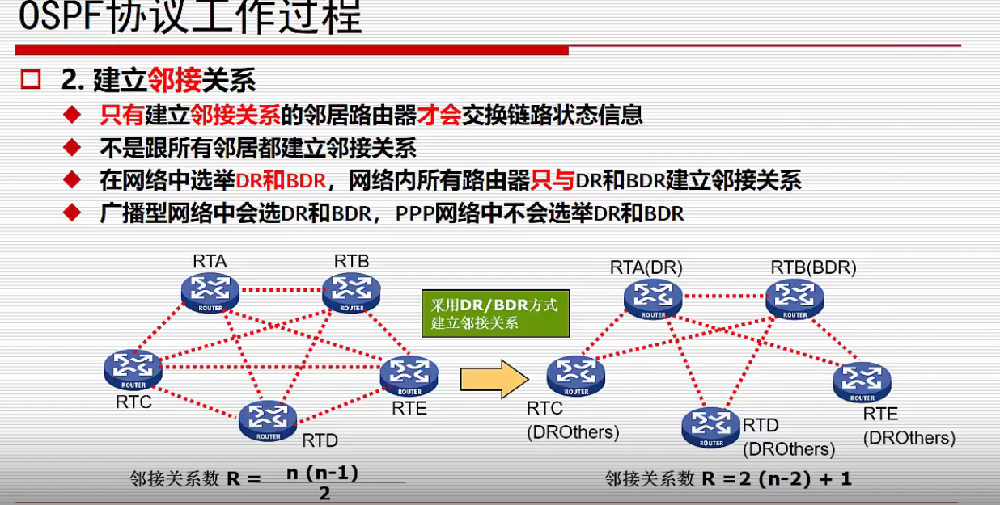 OSPF协议工作过程
2. 建立邻接关系
只有建立邻接关系的邻居路由器才会交换链路状态信息
不是跟所有邻居都建立邻接关系
在网络中选举DR和BDR，网络内所有路由器只与DR和BDR建立邻接关系
广播型网络中会选DR和BDR，PPP网络中不会选举DR和BDR
RTA
RTB
ROUTER
ROUTER
RTC
ROUTER
RTE
ROUTER
RTD
ROUTER
邻接关系数 R = n (n-1)
2
采用DR/BDR方式
建立邻接关系
RTA(DR)
RTB(BDR)
ROUTER
ROUTER
ROUTER
RTC
(DROthers)
ROUTER
RTD
(DROthers)
ROUTER
RTE
(DROthers)
邻接关系数 R =2 (n-2) + 1